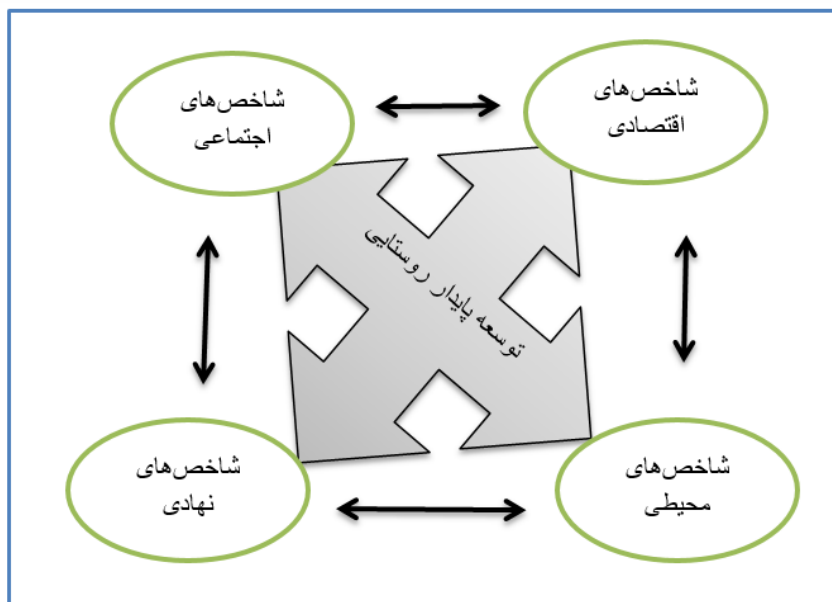 شاخص‌های
اقتصادی
شاخص‌های
اجتماعی
توسعه پایدار روستایی
شاخص‌های
محیطی
شاخص‌های
نهادی